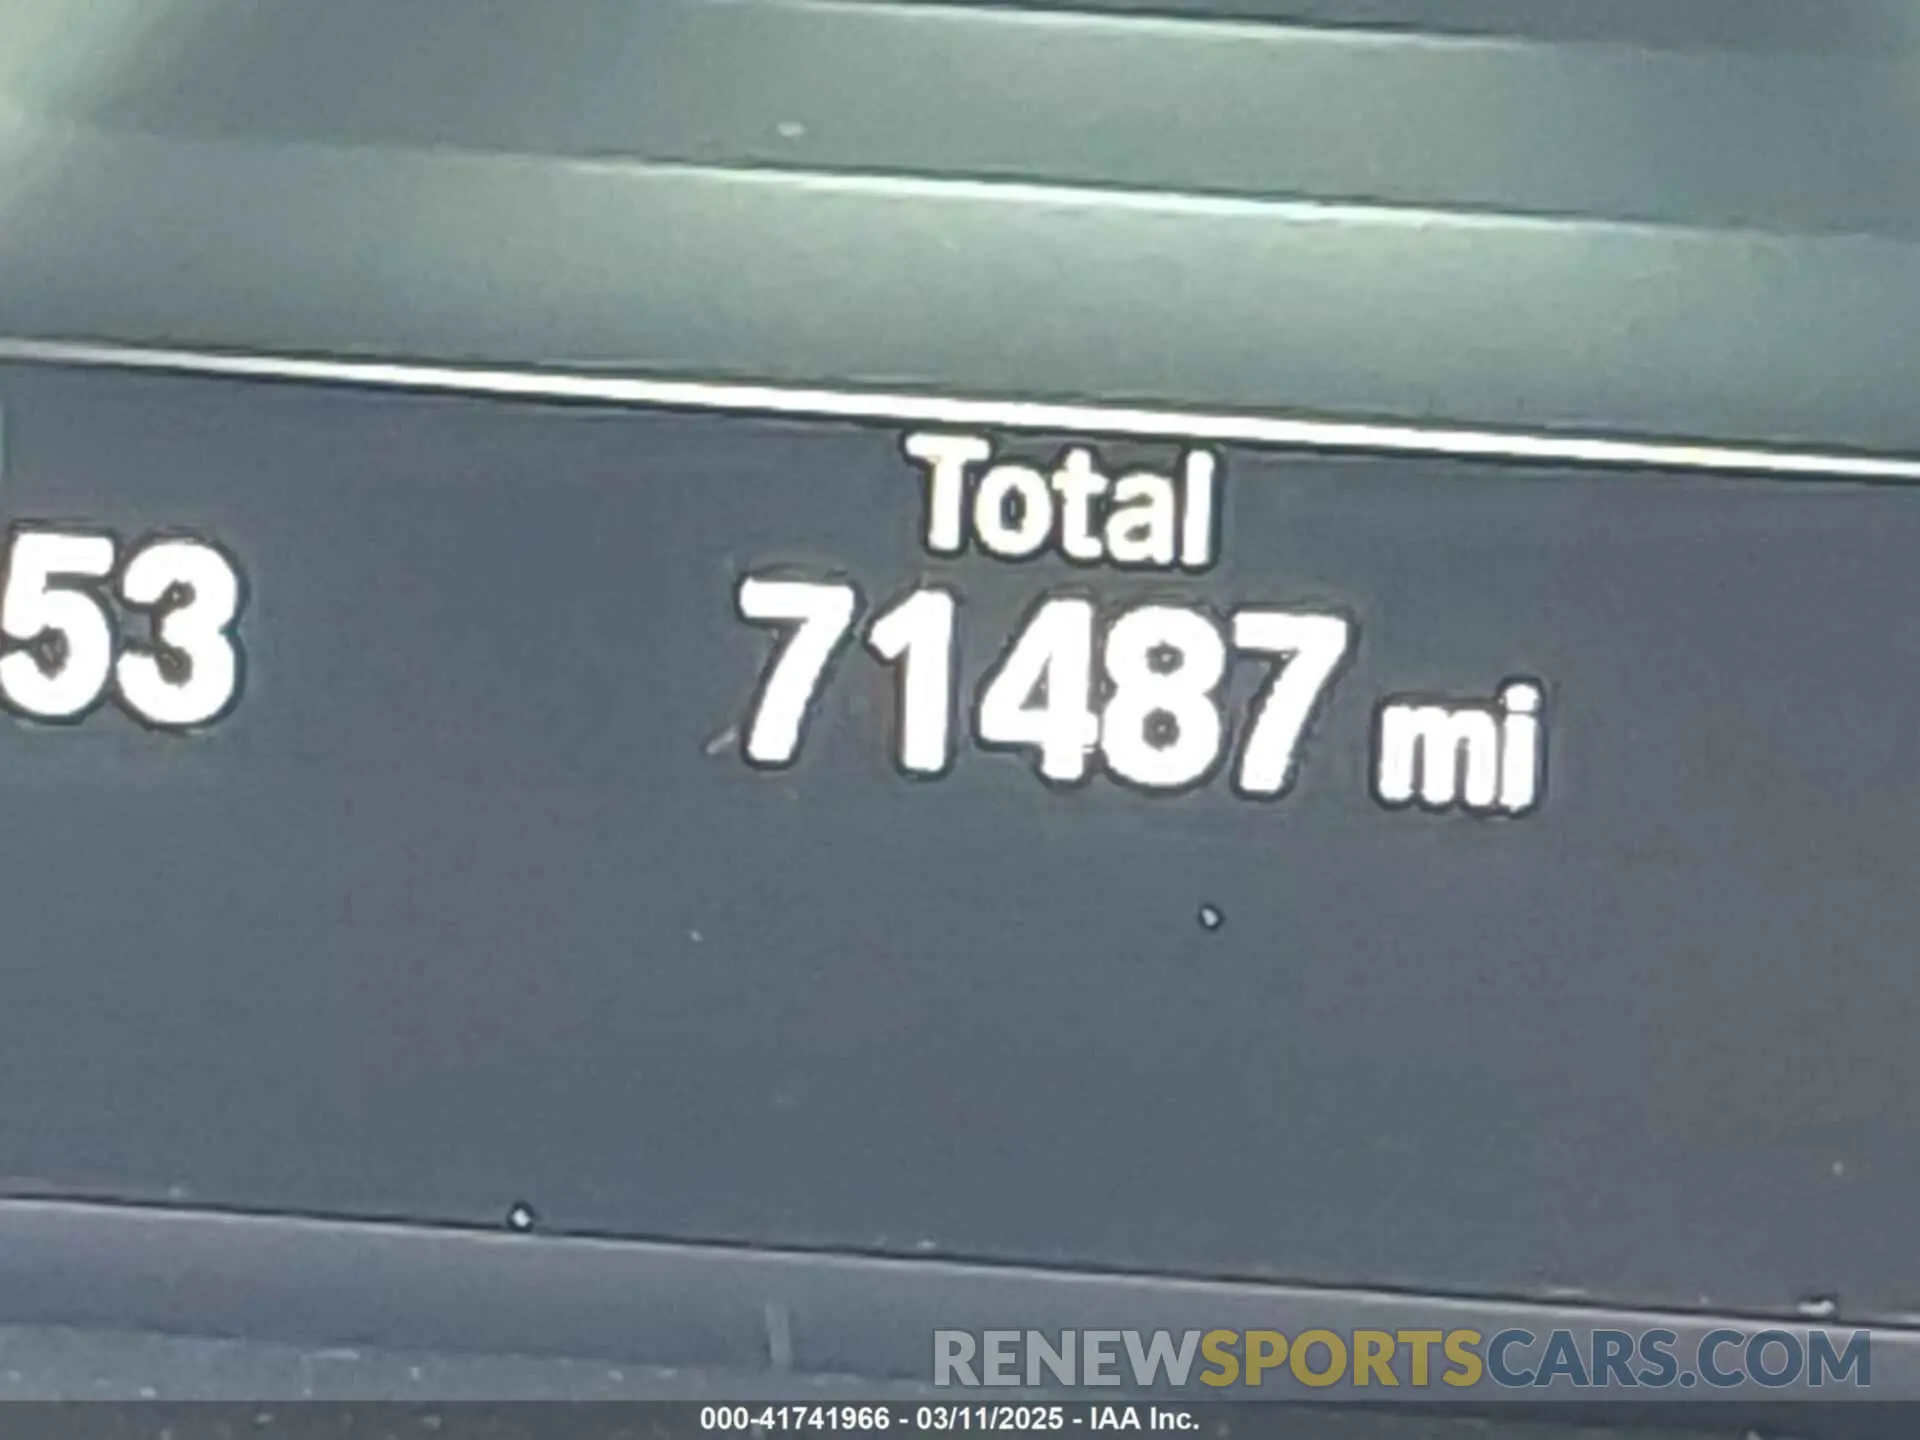 Total
53 71487 mi
RENEWSPORTSCARS.COM
000-41741966 - 03/11/2025 - IAA Inc.